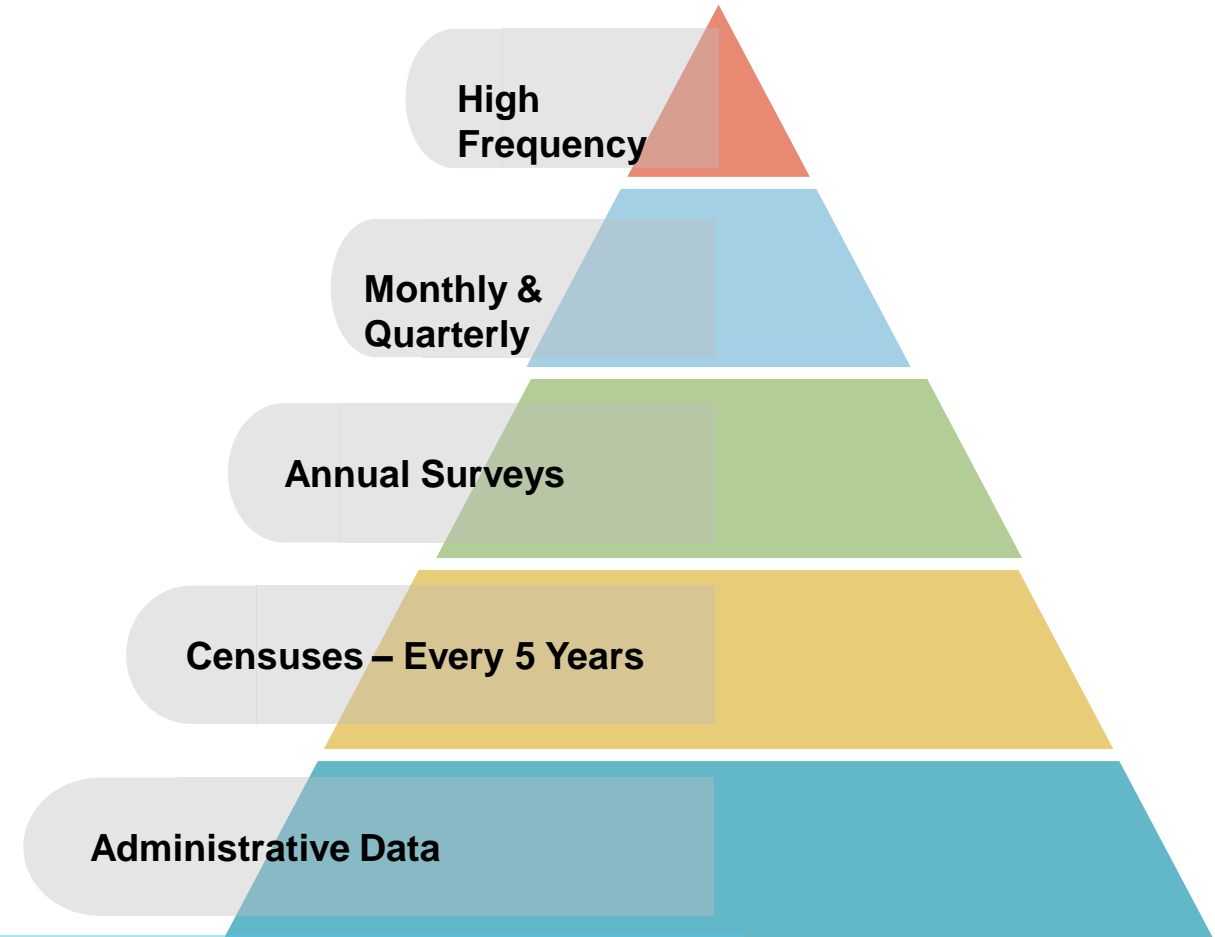 High
Frequency
Monthly &
Quarterly
Annual Surveys
Censuses – Every 5 Years
Administrative Data